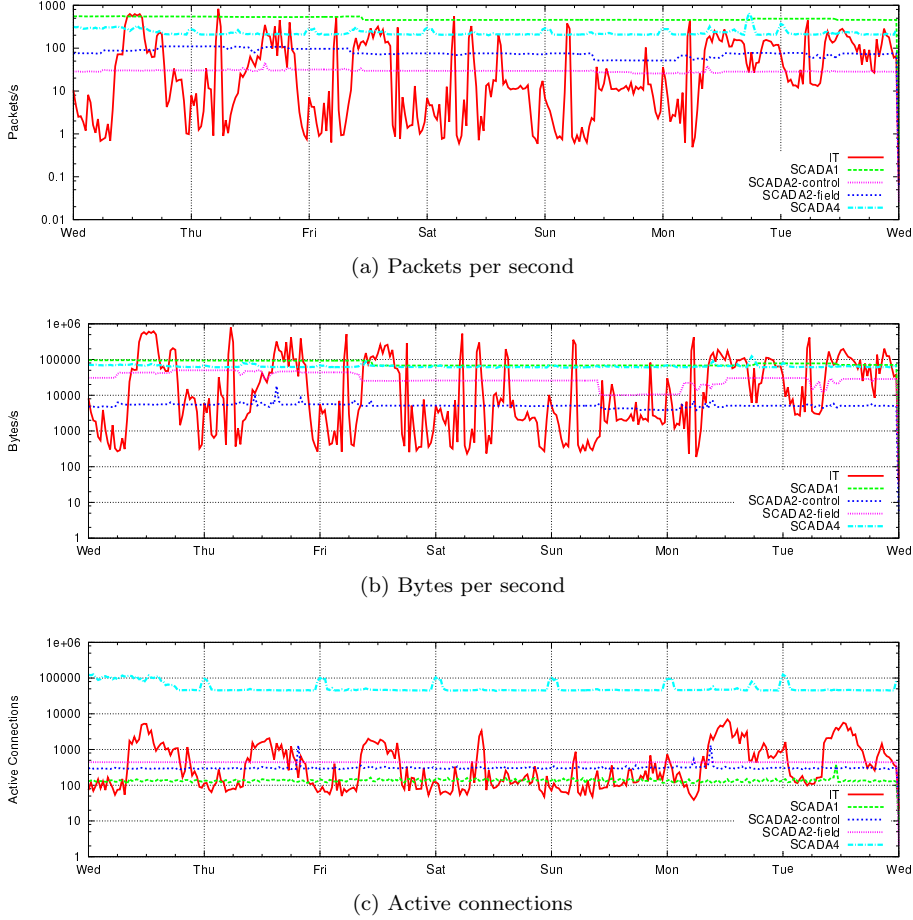 1000
100
10
1
0.1
0.01
Packets/s
IT
SCADA1
SCADA2-control
SCADA2-field
SCADA4
Wed Thu Fri Sat Sun Mon Tue Wed
(a) Packets per second
1e+06
100000
10000
1000
100
10
1
Bytes/s
IT
SCADA1
SCADA2-control
SCADA2-field
SCADA4
Wed Thu Fri Sat Sun Mon Tue Wed
(b) Bytes per second
1e+06
100000
10000
1000
100
10
1
Active Connections
IT
SCADA1
SCADA2-control
SCADA2-field
SCADA4
Wed Thu Fri Sat Sun Mon Tue Wed
(c) Active connections